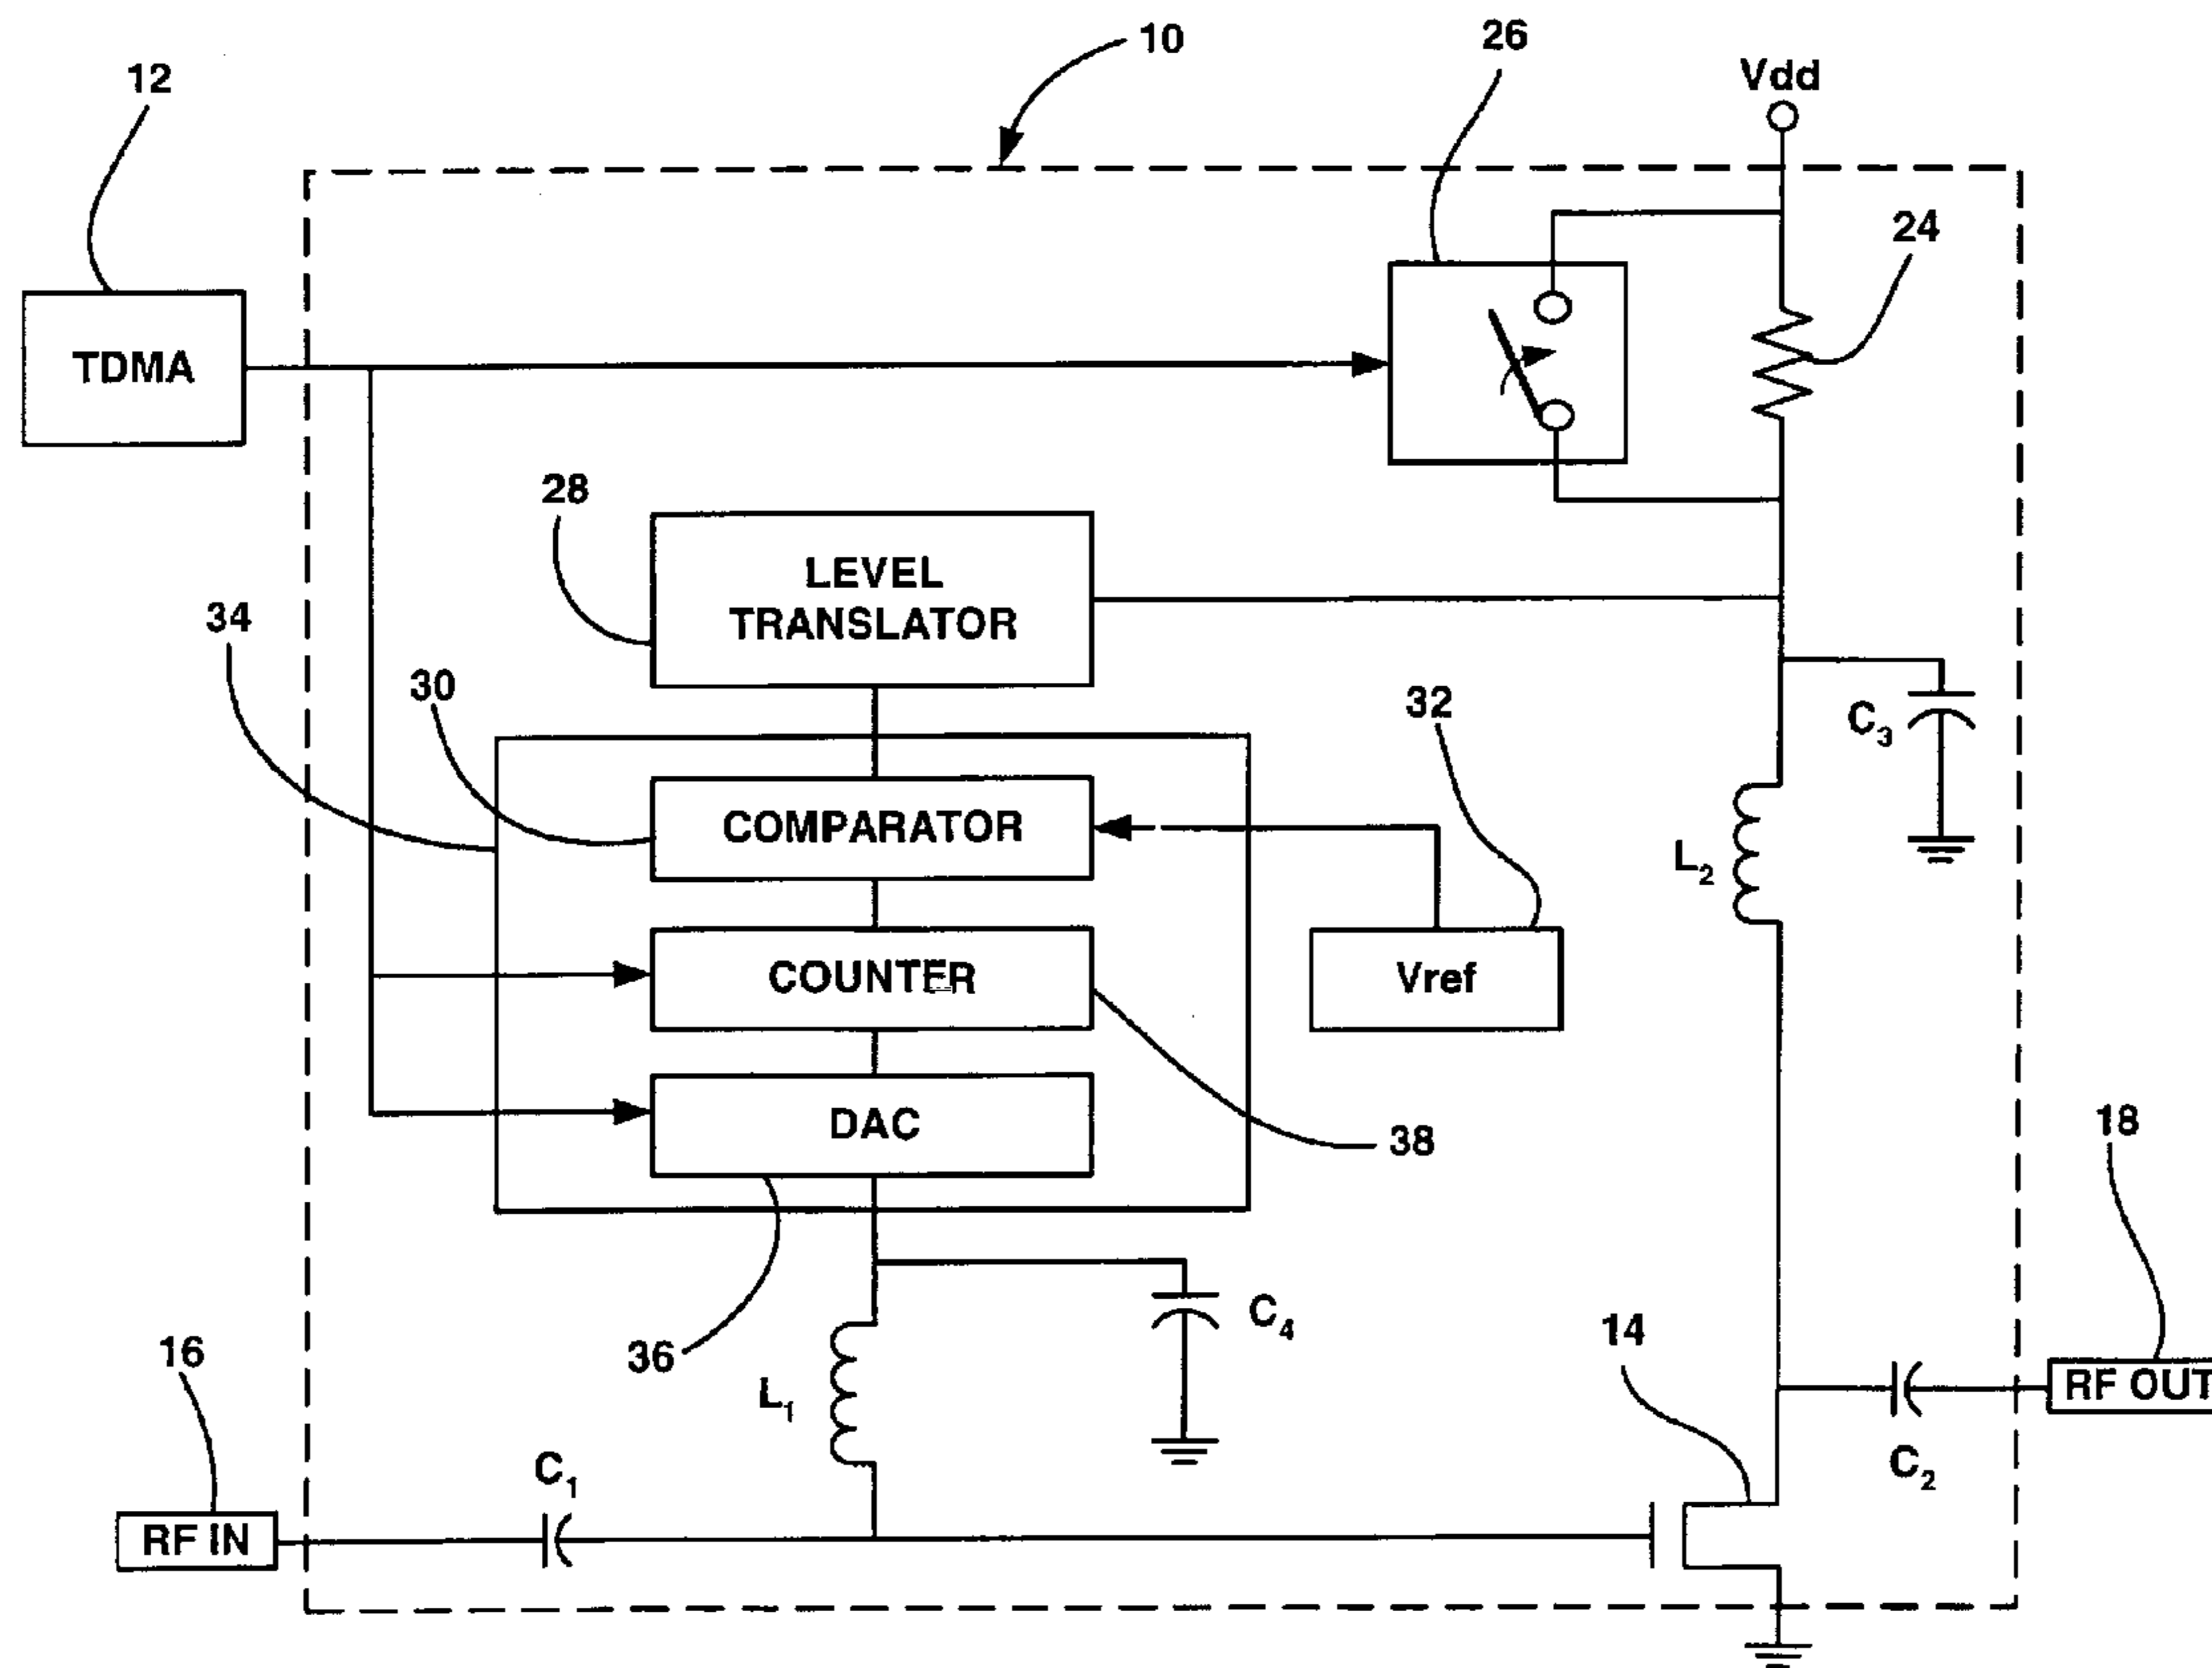 10
26
12
Vdd
24
TDMA
28
LEVEL
TRANSLATOR
34
30
32
C3
COMPARATOR
L2
COUNTER
Vref
DAC
38
18
C4
14
36
16
L1
RF OUT
C1
C2
RF IN